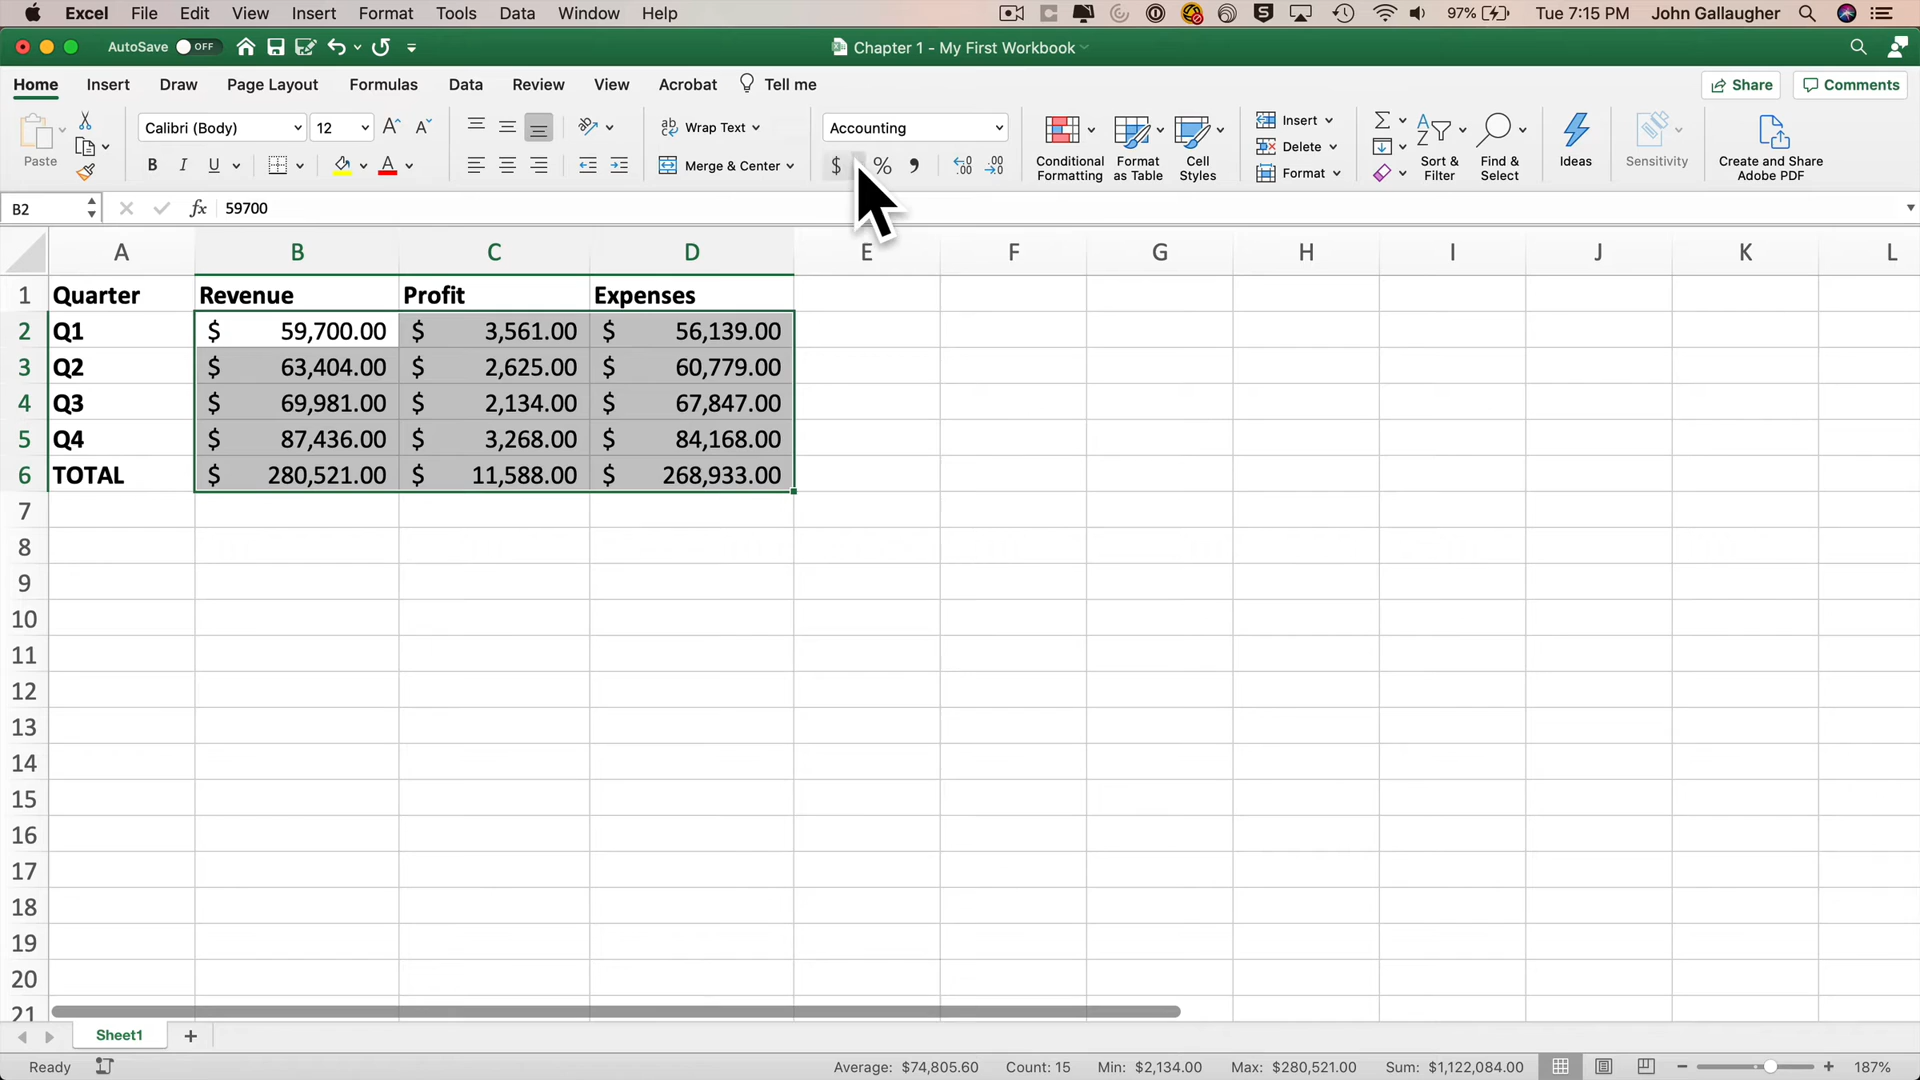 Excel File Edit View Insert Format Tools Data Window Help 97% Tue 7:15 PM John Gallaugher
AutoSave OFF Chapter 1 - My First Workbook
Home Insert Draw Page Layout Formulas Data Review View Acrobat Tell me Share Comments
Paste Calibri (Body) 12 A^ Aˇ Wrap Text Accounting Insert
B I U A Merge & Center $ % , .00 .00 Delete
Conditional Formatting Format as Table Cell Styles Format Sort & Filter Find & Select Ideas Sensitivity Create and Share Adobe PDF
B2 fx 59700
A B C D E F G H I J K L
1 Quarter Revenue Profit Expenses
2 Q1 $ 59,700.00 $ 3,561.00 $ 56,139.00
3 Q2 $ 63,404.00 $ 2,625.00 $ 60,779.00
4 Q3 $ 69,981.00 $ 2,134.00 $ 67,847.00
5 Q4 $ 87,436.00 $ 3,268.00 $ 84,168.00
6 TOTAL $ 280,521.00 $ 11,588.00 $ 268,933.00
7
8
9
10
11
12
13
14
15
16
17
18
19
20
21
Sheet1 +
Ready Average: $74,805.60 Count: 15 Min: $2,134.00 Max: $280,521.00 Sum: $1,122,084.00 187%